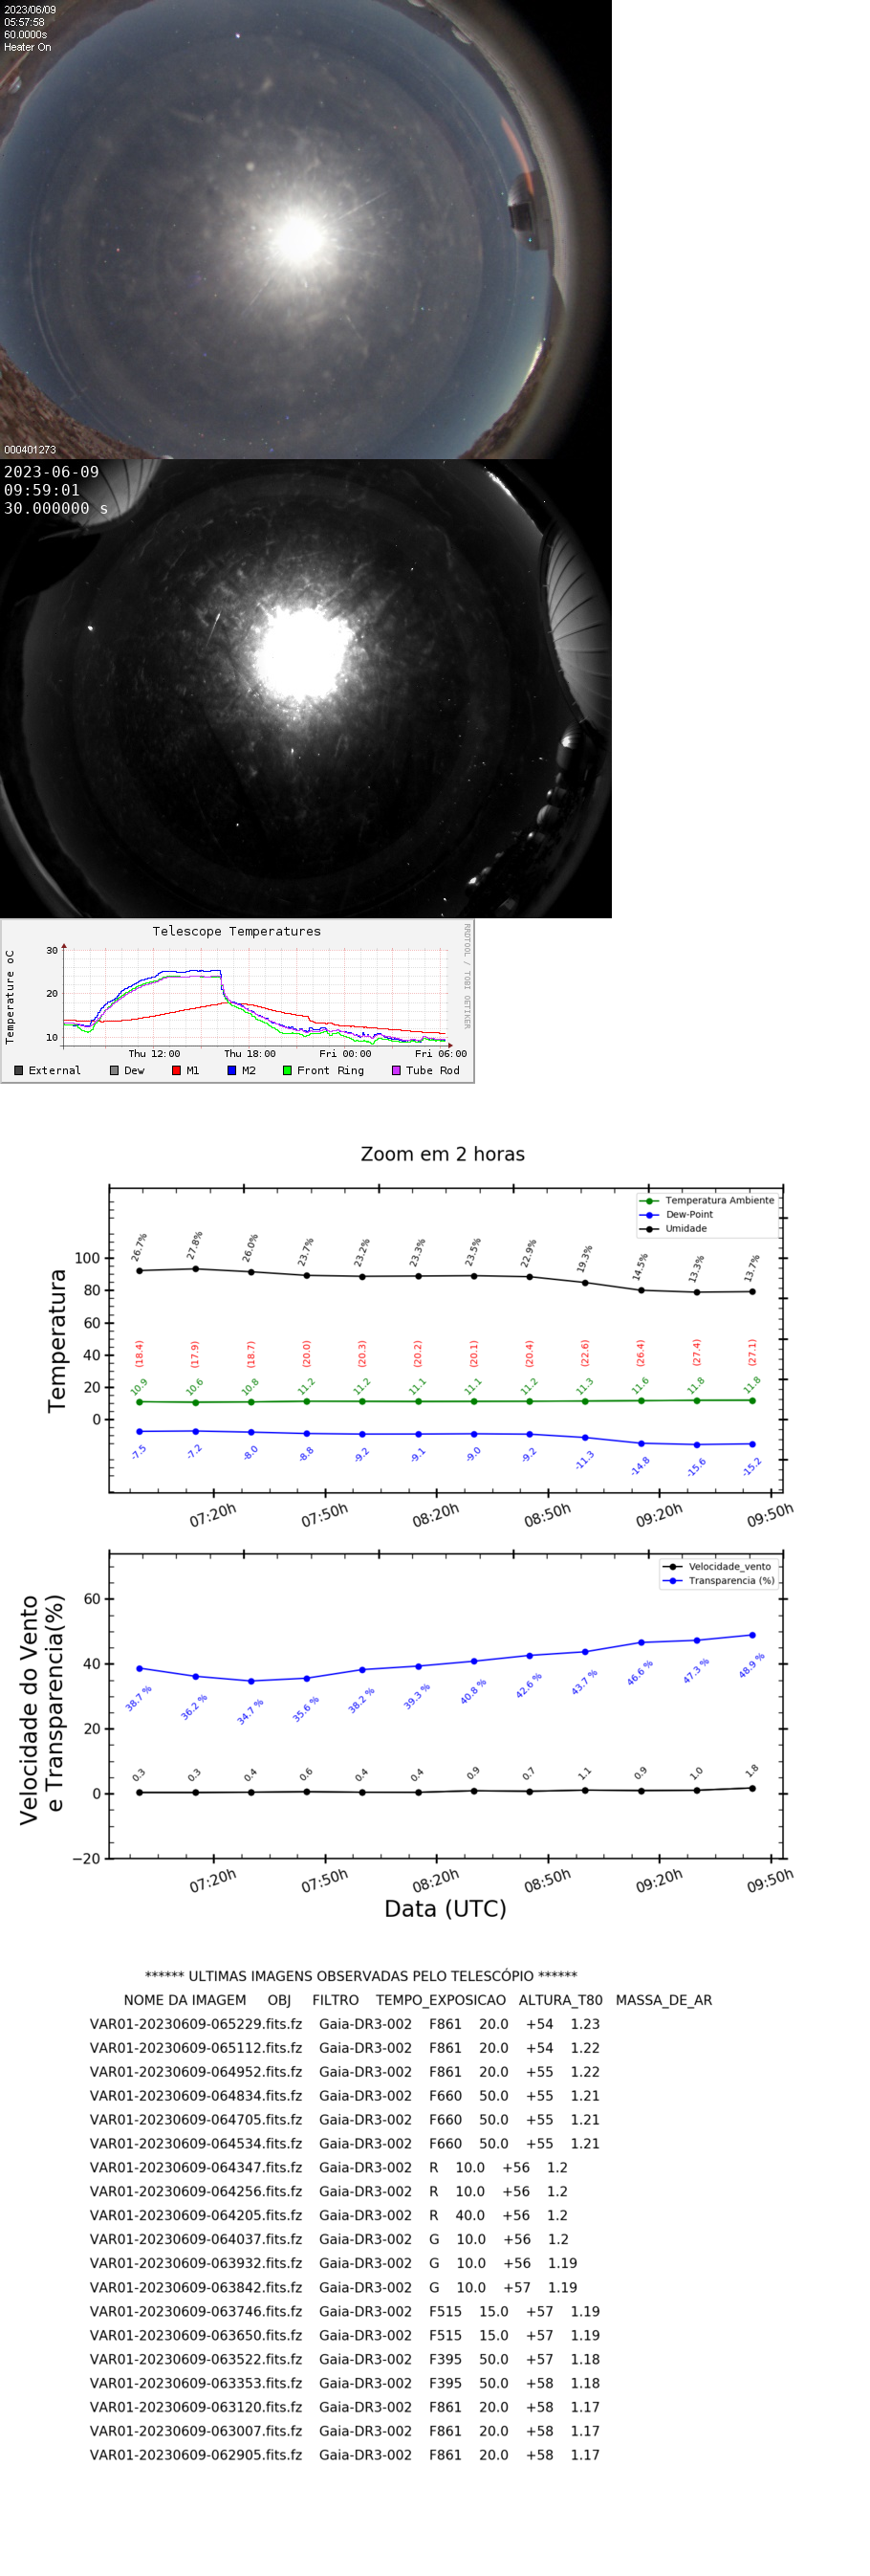 2023/06/09
05:57:58
60.0000s
Heater On
000401273
2023-06-09
09:59:01
30.000000 s
Telescope Temperatures
RRDTOOL / TOBI OETIKER
Temperature oC
30
20
10
Thu 12:00 Thu 18:00 Fri 00:00 Fri 06:00
External Dew M1 M2 Front Ring Tube Rod
Zoom em 2 horas
Temperatura Ambiente
Dew-Point
Umidade
Temperatura
100
80
60
40
20
0
26.7% 27.8% 26.0% 23.7% 23.2% 23.3% 23.5% 22.9% 19.3% 14.5% 13.3% 13.7%
(18.4) (17.9) (18.7) (20.0) (20.3) (20.2) (20.1) (20.4) (22.6) (26.4) (27.4) (27.1)
10.9 10.6 10.8 11.2 11.2 11.1 11.1 11.2 11.3 11.6 11.8 11.8
-7.5 -7.2 -8.0 -8.8 -9.2 -9.1 -9.0 -9.2 -11.3 -14.8 -15.6 -15.2
07:20h 07:50h 08:20h 08:50h 09:20h 09:50h
Velocidade_vento
Transparencia (%)
Velocidade do Vento
e Transparencia(%)
60
40
20
0
−20
38.7 % 36.2 % 34.7 % 35.6 % 38.2 % 39.3 % 40.8 % 42.6 % 43.7 % 46.6 % 47.3 % 48.9 %
0.3 0.3 0.4 0.6 0.4 0.4 0.9 0.7 1.1 0.9 1.0 1.8
07:20h 07:50h 08:20h 08:50h 09:20h 09:50h
Data (UTC)
****** ULTIMAS IMAGENS OBSERVADAS PELO TELESCÓPIO ******
NOME DA IMAGEM OBJ FILTRO TEMPO_EXPOSICAO ALTURA_T80 MASSA_DE_AR
VAR01-20230609-065229.fits.fz Gaia-DR3-002 F861 20.0 +54 1.23
VAR01-20230609-065112.fits.fz Gaia-DR3-002 F861 20.0 +54 1.22
VAR01-20230609-064952.fits.fz Gaia-DR3-002 F861 20.0 +55 1.22
VAR01-20230609-064834.fits.fz Gaia-DR3-002 F660 50.0 +55 1.21
VAR01-20230609-064705.fits.fz Gaia-DR3-002 F660 50.0 +55 1.21
VAR01-20230609-064534.fits.fz Gaia-DR3-002 F660 50.0 +55 1.21
VAR01-20230609-064347.fits.fz Gaia-DR3-002 R 10.0 +56 1.2
VAR01-20230609-064256.fits.fz Gaia-DR3-002 R 10.0 +56 1.2
VAR01-20230609-064205.fits.fz Gaia-DR3-002 R 40.0 +56 1.2
VAR01-20230609-064037.fits.fz Gaia-DR3-002 G 10.0 +56 1.2
VAR01-20230609-063932.fits.fz Gaia-DR3-002 G 10.0 +56 1.19
VAR01-20230609-063842.fits.fz Gaia-DR3-002 G 10.0 +57 1.19
VAR01-20230609-063746.fits.fz Gaia-DR3-002 F515 15.0 +57 1.19
VAR01-20230609-063650.fits.fz Gaia-DR3-002 F515 15.0 +57 1.19
VAR01-20230609-063522.fits.fz Gaia-DR3-002 F395 50.0 +57 1.18
VAR01-20230609-063353.fits.fz Gaia-DR3-002 F395 50.0 +58 1.18
VAR01-20230609-063120.fits.fz Gaia-DR3-002 F861 20.0 +58 1.17
VAR01-20230609-063007.fits.fz Gaia-DR3-002 F861 20.0 +58 1.17
VAR01-20230609-062905.fits.fz Gaia-DR3-002 F861 20.0 +58 1.17